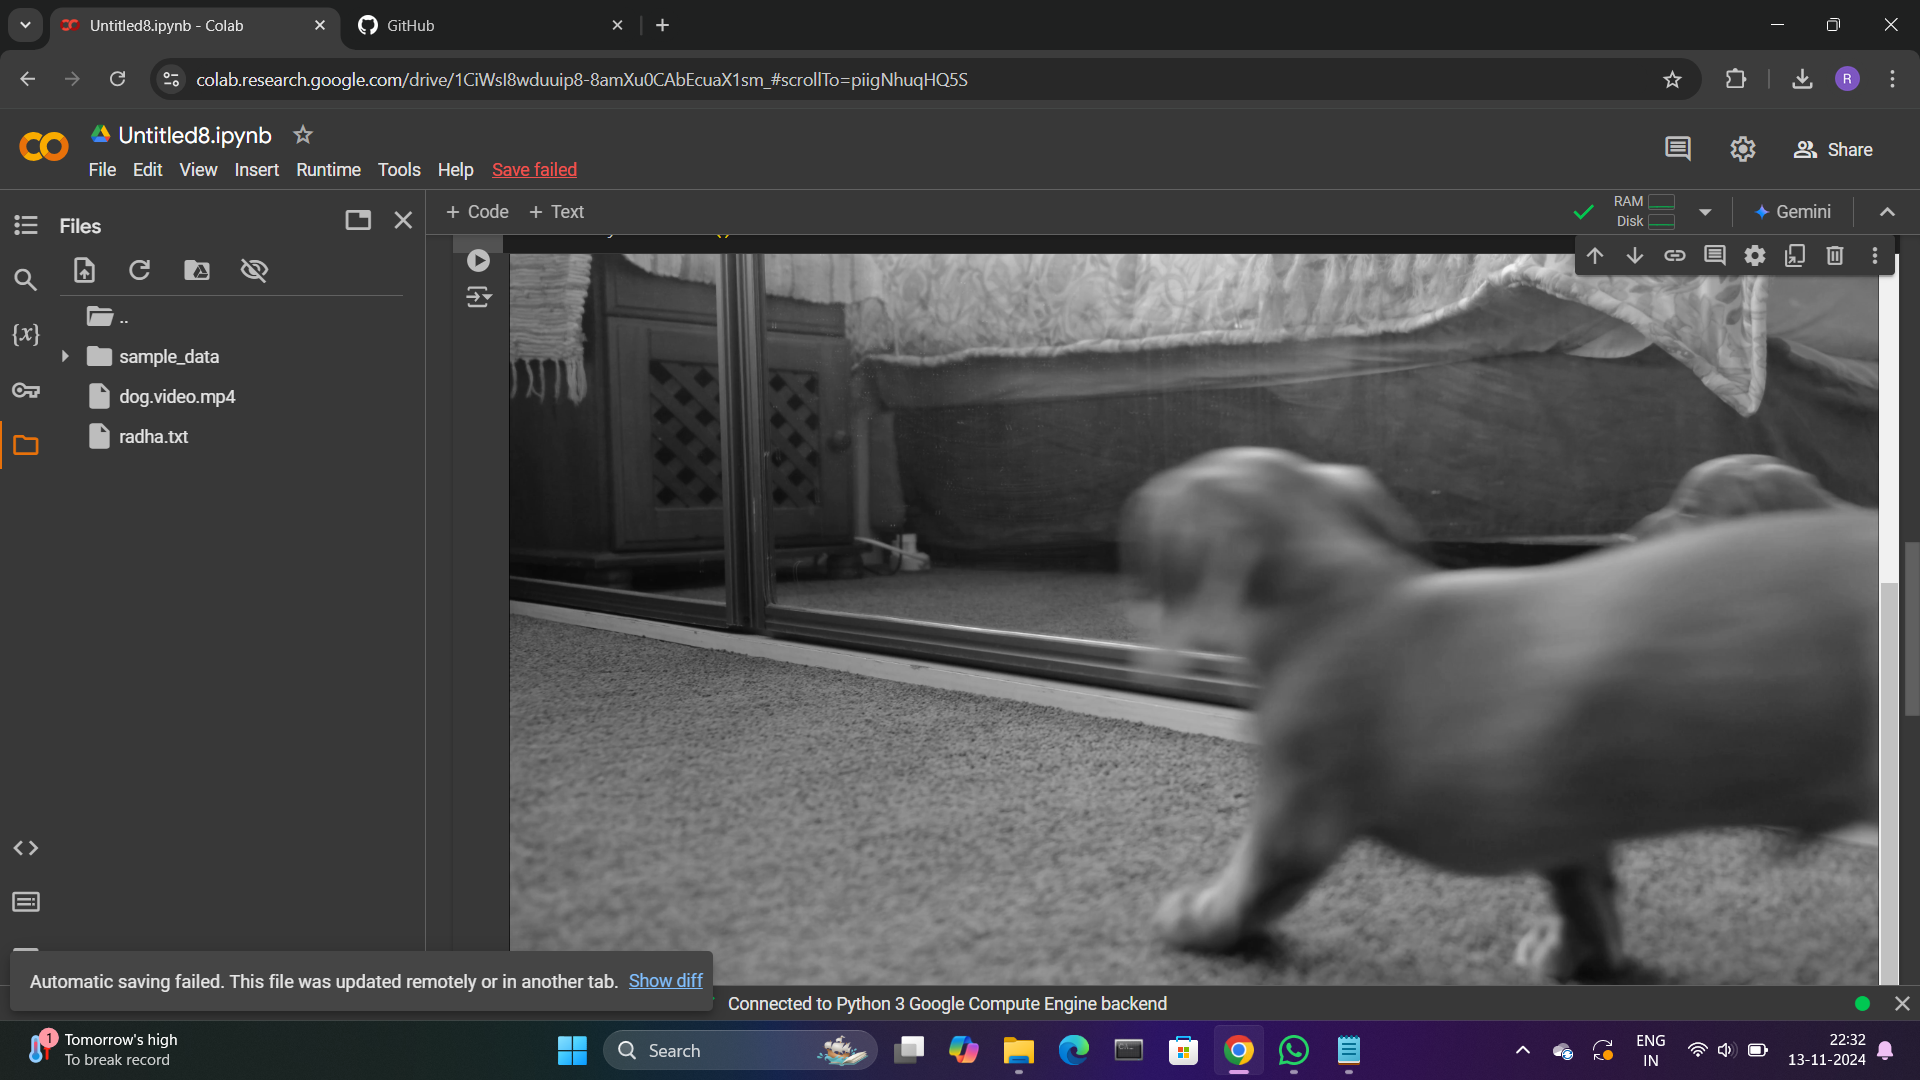 Untitled8.ipynb - Colab
GitHub
colab.research.google.com/drive/1CiWsI8wduuip8-8amXu0CAbEcuaX1sm_#scrollTo=piigNhuqHQ5S
R
Untitled8.ipynb
File Edit View Insert Runtime Tools Help Save failed
Share
Files
+ Code + Text
RAM
Disk
Gemini
{x}
..
sample_data
dog.video.mp4
radha.txt
Automatic saving failed. This file was updated remotely or in another tab. Show diff
Connected to Python 3 Google Compute Engine backend
1
Tomorrow's high
To break record
Search
ENG
IN
22:32
13-11-2024